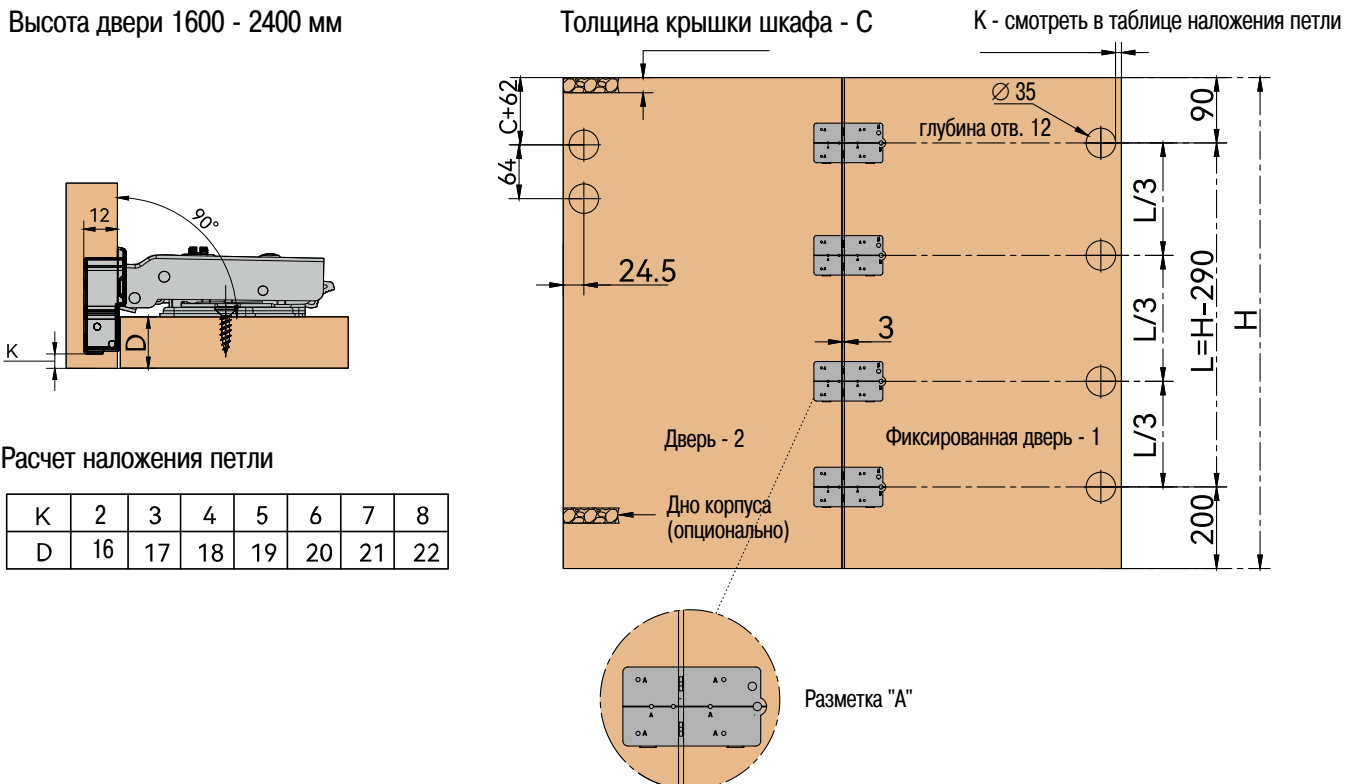 Высота двери 1600 - 2400 мм
Толщина крышки шкафа - С
К - смотреть в таблице наложения петли
C+62
64
24.5
3
Ø 35
глубина отв. 12
90
L/3
L/3
L/3
L=H-290
H
200
12
90°
K
D
Дверь - 2
Фиксированная дверь - 1
Дно корпуса
(опционально)
Расчет наложения петли
K 2 3 4 5 6 7 8
D 16 17 18 19 20 21 22
A A
A A
A A
Разметка "А"